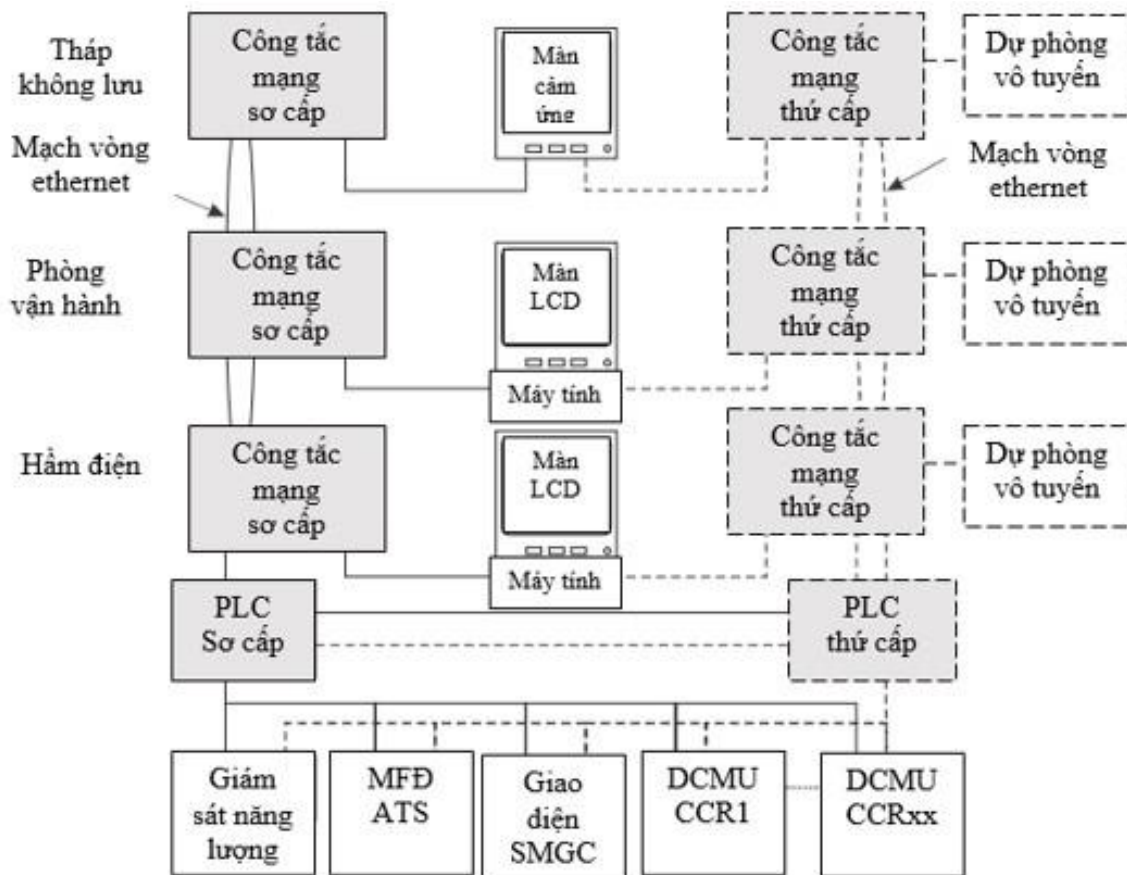 Tháp
không lưu
Công tắc
mạng
sơ cấp
Màn
cảm
ứng
Công tắc
mạng
thứ cấp
Dự phòng
vô tuyến
Mạch vòng
ethernet
Mạch vòng
ethernet
Phòng
vận hành
Công tắc
mạng
sơ cấp
Màn
LCD
Máy tính
Công tắc
mạng
thứ cấp
Dự phòng
vô tuyến
Hầm điện
Công tắc
mạng
sơ cấp
Màn
LCD
Máy tính
Công tắc
mạng
thứ cấp
Dự phòng
vô tuyến
PLC
Sơ cấp
PLC
thứ cấp
Giám
sát năng
lượng
MFĐ
ATS
Giao
diện
SMGC
DCMU
CCR1
DCMU
CCRxx